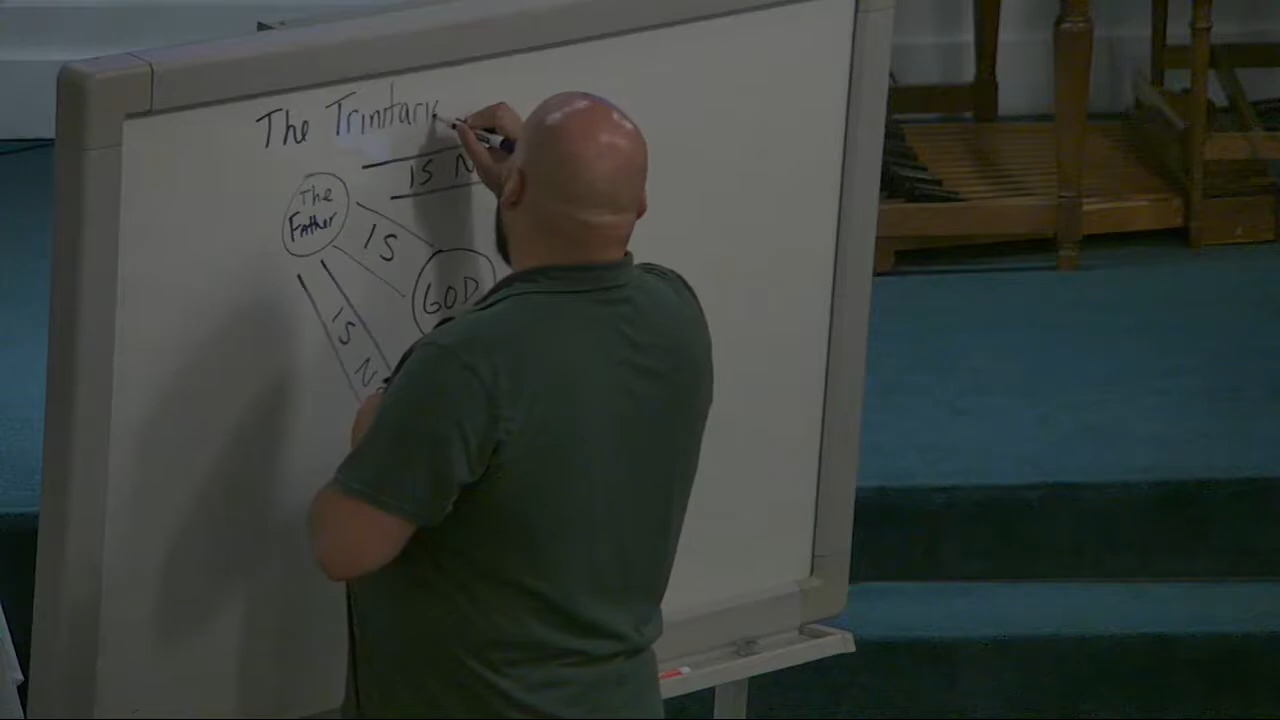 The Trinitari
IS N
The
Father
IS
GOD
IS
N